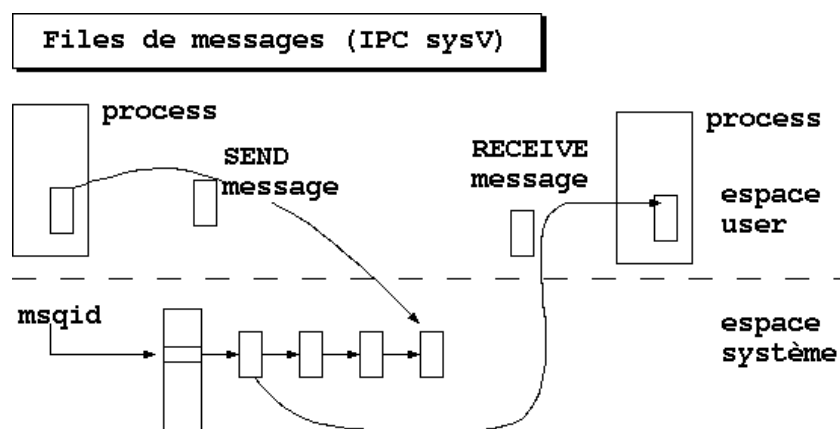 Files de messages (IPC sysV)
process
process
SEND
message
RECEIVE
message
espace
user
msqid
espace
système